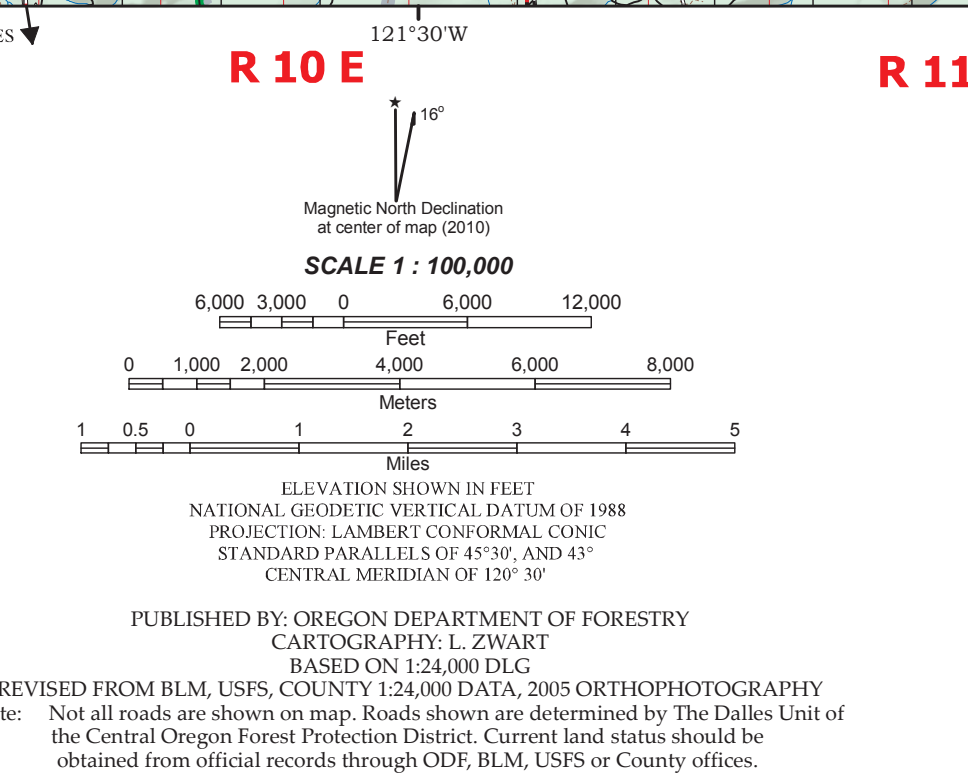 ES
121°30'W
R 10 E
R 11
16°
Magnetic North Declination
at center of map (2010)
SCALE 1 : 100,000
6,000 3,000 0 6,000 12,000
Feet
0 1,000 2,000 4,000 6,000 8,000
Meters
1 0.5 0 1 2 3 4 5
Miles
ELEVATION SHOWN IN FEET
NATIONAL GEODETIC VERTICAL DATUM OF 1988
PROJECTION: LAMBERT CONFORMAL CONIC
STANDARD PARALLELS OF 45°30', AND 43°
CENTRAL MERIDIAN OF 120° 30'
PUBLISHED BY: OREGON DEPARTMENT OF FORESTRY
CARTOGRAPHY: L. ZWART
BASED ON 1:24,000 DLG
REVISED FROM BLM, USFS, COUNTY 1:24,000 DATA, 2005 ORTHOPHOTOGRAPHY
te: Not all roads are shown on map. Roads shown are determined by The Dalles Unit of
the Central Oregon Forest Protection District. Current land status should be
obtained from official records through ODF, BLM, USFS or County offices.